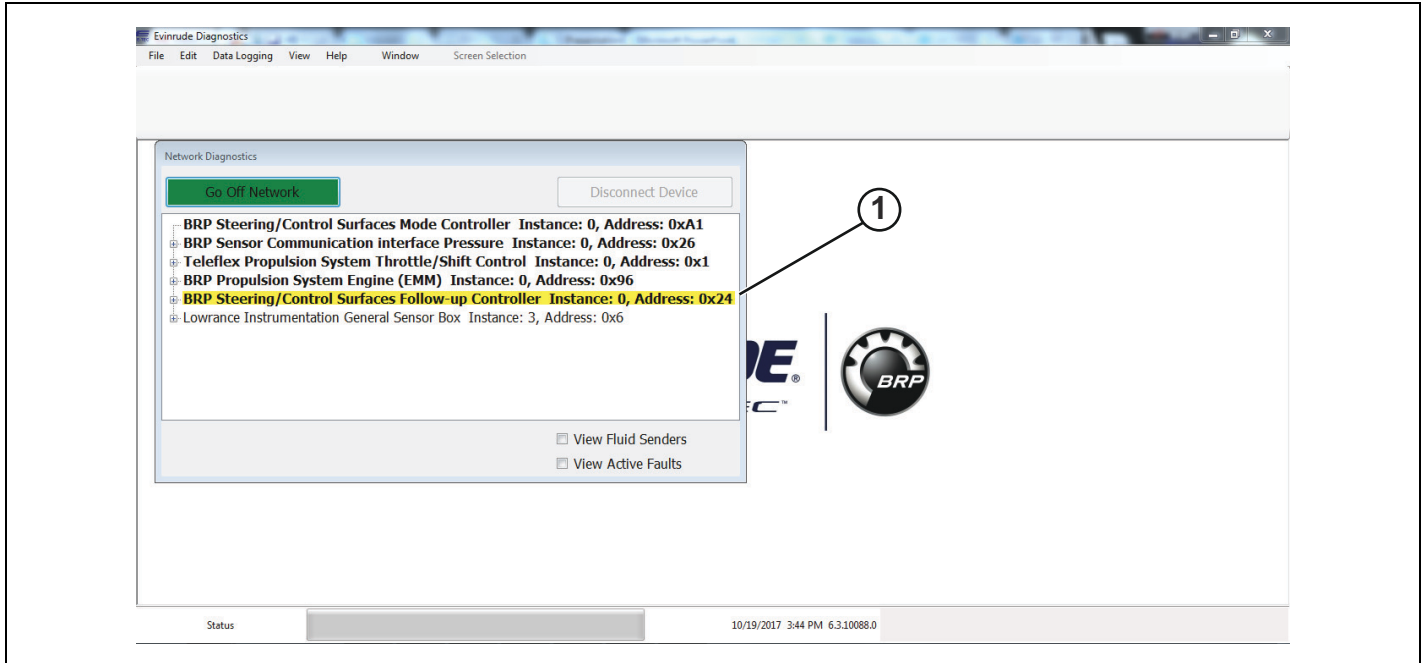 Evinrude Diagnostics
File Edit Data Logging View Help Window Screen Selection
Network Diagnostics
Go Off Network Disconnect Device
BRP Steering/Control Surfaces Mode Controller Instance: 0, Address: 0xA1
BRP Sensor Communication interface Pressure Instance: 0, Address: 0x26
Teleflex Propulsion System Throttle/Shift Control Instance: 0, Address: 0x1
BRP Propulsion System Engine (EMM) Instance: 0, Address: 0x96
BRP Steering/Control Surfaces Follow-up Controller Instance: 0, Address: 0x24
Lowrance Instrumentation General Sensor Box Instance: 3, Address: 0x6
1
DE®
BRP
EC™
View Fluid Senders
View Active Faults
Status 10/19/2017 3:44 PM 6.3.10088.0